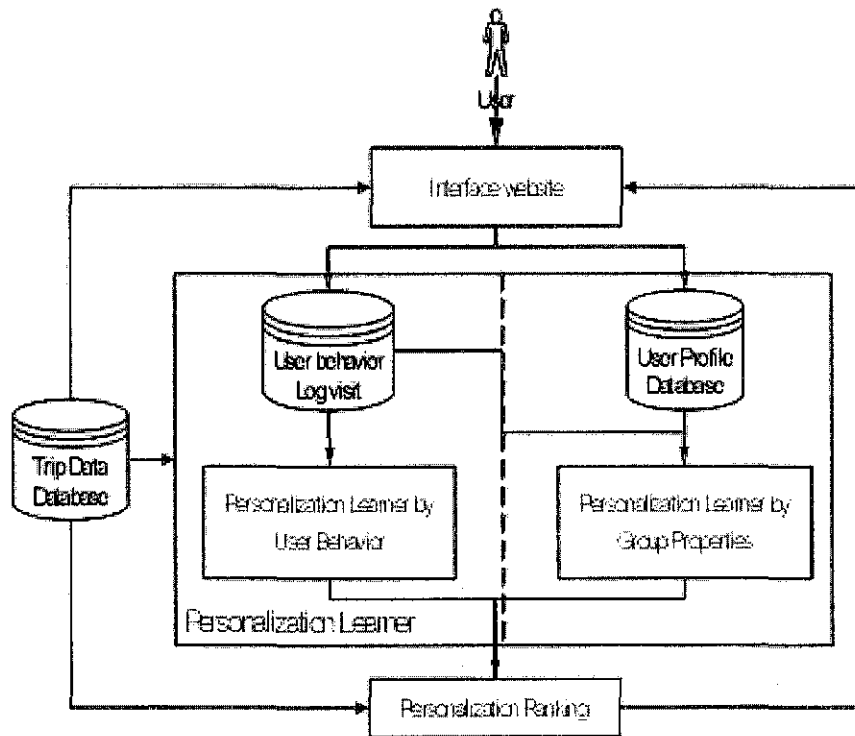 User
Interface website
User behavior
Log visit
User Profile
Database
Trip Data
Database
Personalization Learner by
User Behavior
Personalization Learner by
Group Properties
Personalization Learner
Personalization Ranking